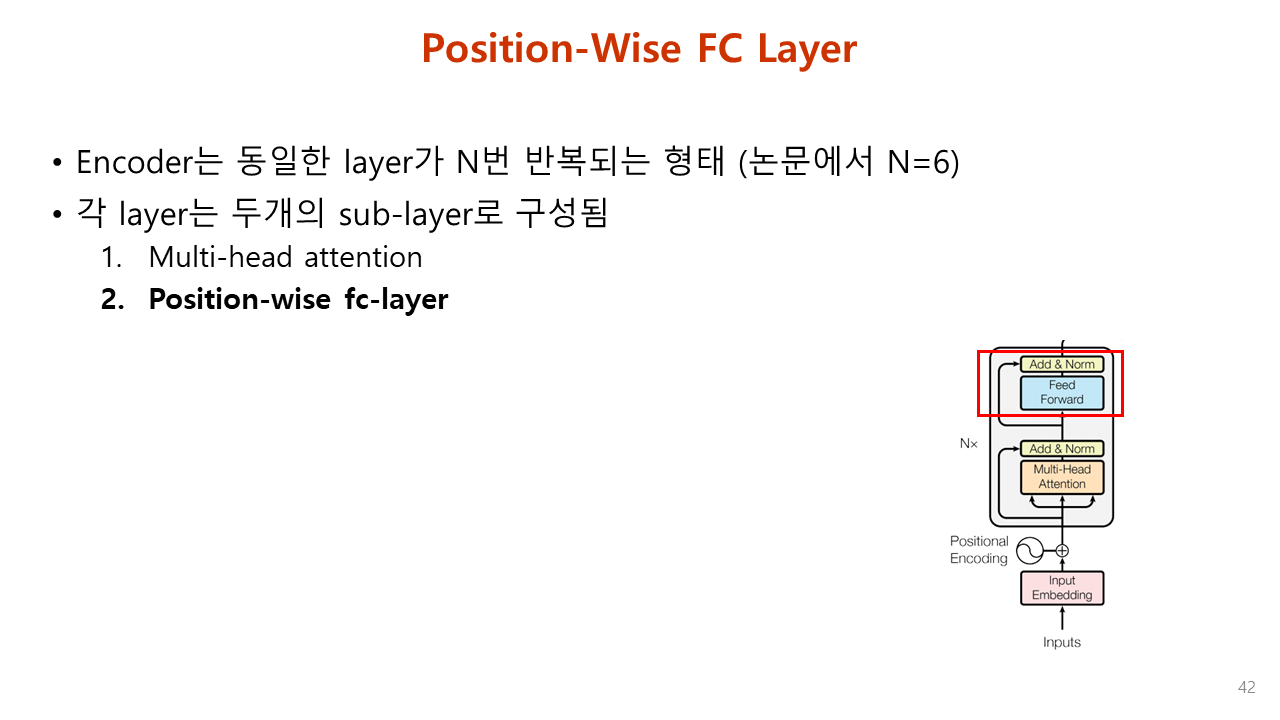 Position-Wise FC Layer
• Encoder는 동일한 layer가 N번 반복되는 형태 (논문에서 N=6)
• 각 layer는 두개의 sub-layer로 구성됨
1. Multi-head attention
2. Position-wise fc-layer
Add & Norm
Feed
Forward
N×
Add & Norm
Multi-Head
Attention
Positional
Encoding
Input
Embedding
Inputs
42